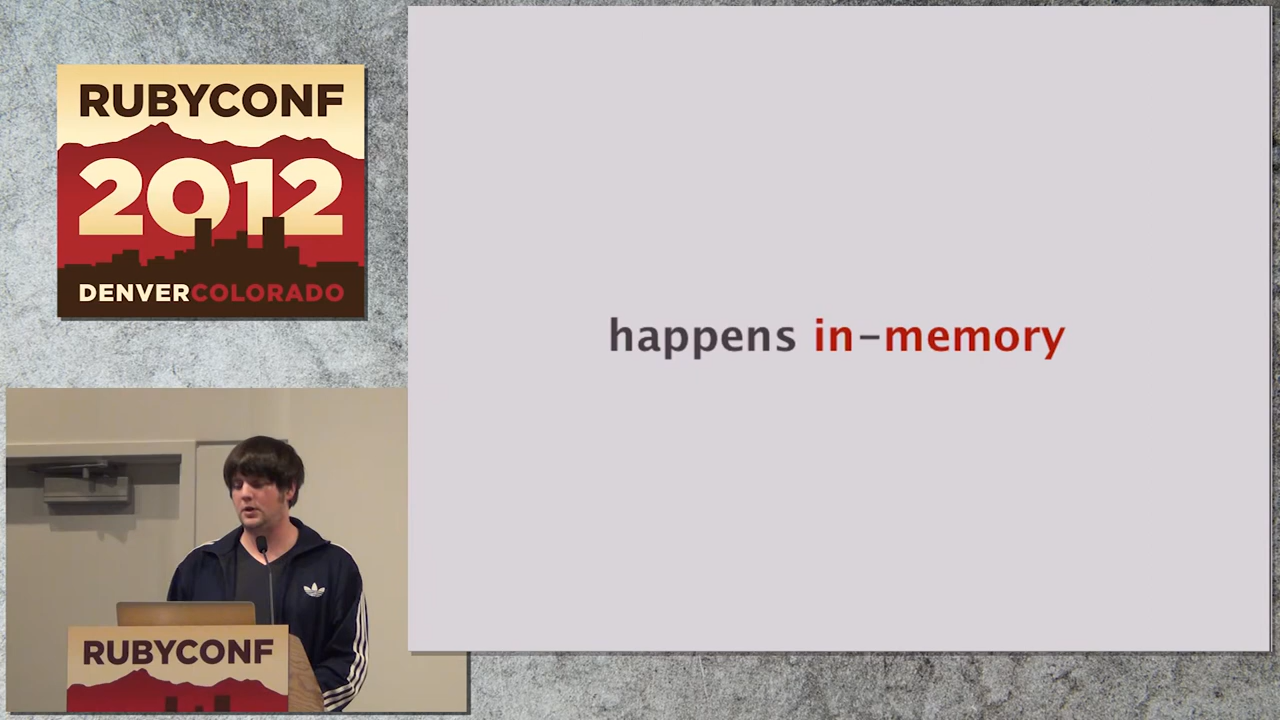 RUBYCONF
2012
DENVERCOLORADO
happens in-memory
RUBYCONF